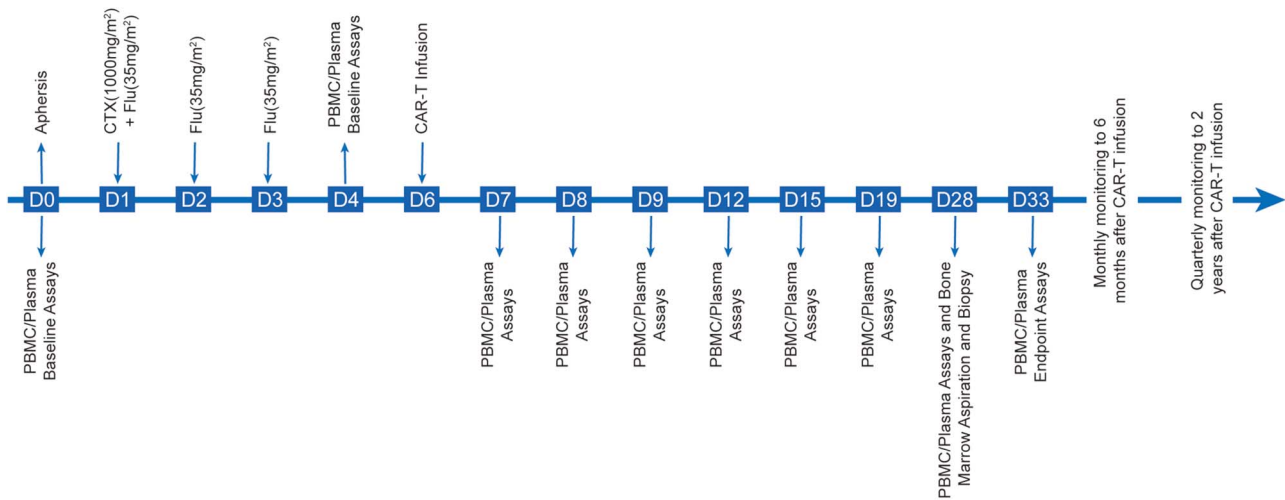 Aphersis
CTX(1000mg/m²)
+ Flu(35mg/m²)
Flu(35mg/m²)
Flu(35mg/m²)
PBMC/Plasma
Baseline Assays
CAR-T Infusion
D0
D1
D2
D3
D4
D6
D7
D8
D9
D12
D15
D19
D28
D33
Monthly monitoring to 6
months after CAR-T infusion
Quarterly monitoring to 2
years after CAR-T infusion
PBMC/Plasma
Baseline Assays
PBMC/Plasma
Assays
PBMC/Plasma
Assays
PBMC/Plasma
Assays
PBMC/Plasma
Assays
PBMC/Plasma
Assays
PBMC/Plasma
Assays
PBMC/Plasma Assays and Bone
Marrow Aspiration and Biopsy
PBMC/Plasma
Endpoint Assays